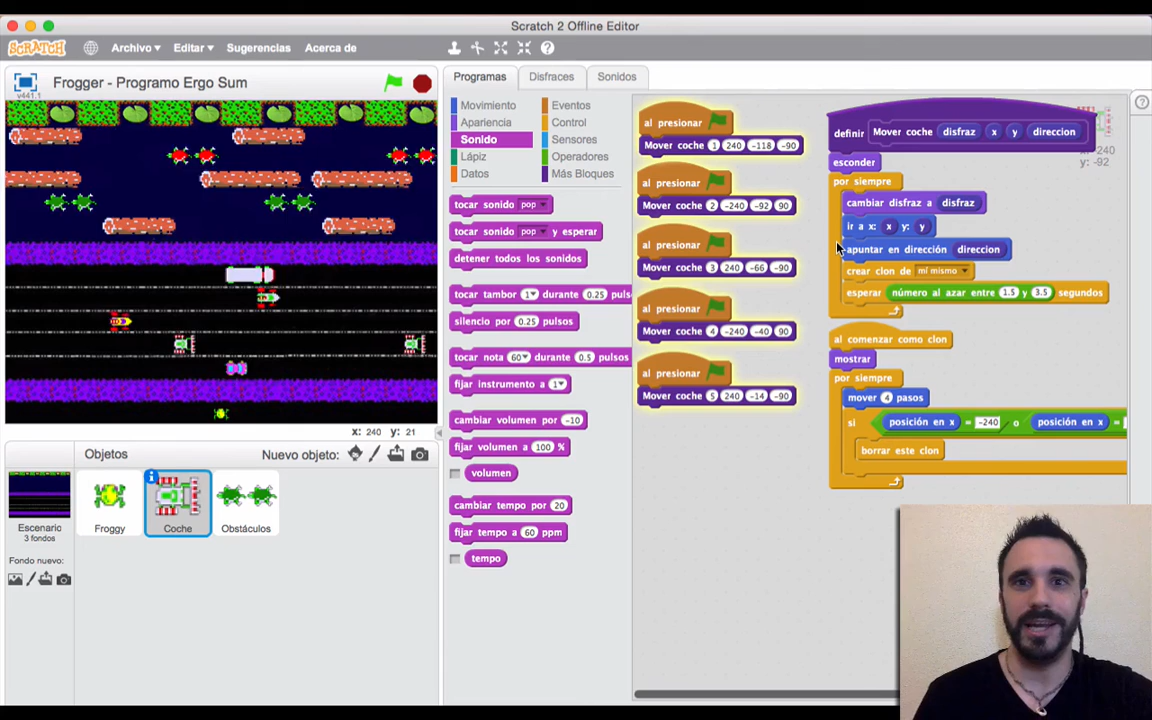 Scratch 2 Offline Editor
SCRATCH Archivo Editar Sugerencias Acerca de
Frogger - Programo Ergo Sum
v441.1
x: 240 y: 21
Objetos Nuevo objeto:
Escenario
3 fondos
Fondo nuevo:
Froggy
Coche
Obstáculos
Programas Disfraces Sonidos
Movimiento Eventos
Apariencia Control
Sonido Sensores
Lápiz Operadores
Datos Más Bloques
tocar sonido pop
tocar sonido pop y esperar
detener todos los sonidos
tocar tambor 1 durante 0.25 puls
silencio por 0.25 pulsos
tocar nota 60 durante 0.5 pulsos
fijar instrumento a 1
cambiar volumen por -10
fijar volumen a 100 %
volumen
cambiar tempo por 20
fijar tempo a 60 ppm
tempo
al presionar
Mover coche 1 240 -118 -90
al presionar
Mover coche 2 -240 -92 90
al presionar
Mover coche 3 240 -66 -90
al presionar
Mover coche 4 -240 -40 90
al presionar
Mover coche 5 240 -14 -90
definir Mover coche disfraz x y direccion
esconder
por siempre
cambiar disfraz a disfraz
ir a x: x y: y
apuntar en dirección direccion
crear clon de mí mismo
esperar número al azar entre 1.5 y 3.5 segundos
al comenzar como clon
mostrar
por siempre
mover 4 pasos
si posición en x = -240 o posición en x =
borrar este clon
x: -240
y: -92